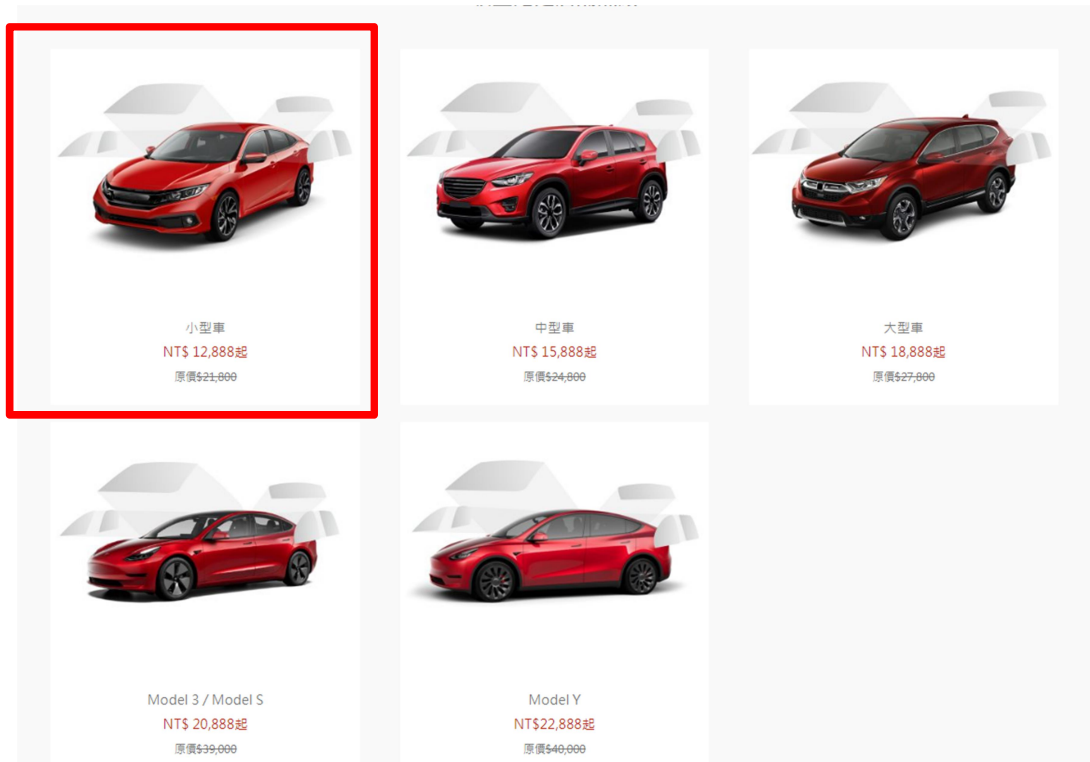 小型車
NT$ 12,888起
原價$21,800
中型車
NT$ 15,888起
原價$24,800
大型車
NT$ 18,888起
原價$27,800
Model 3 / Model S
NT$ 20,888起
原價$39,000
Model Y
NT$22,888起
原價$40,000